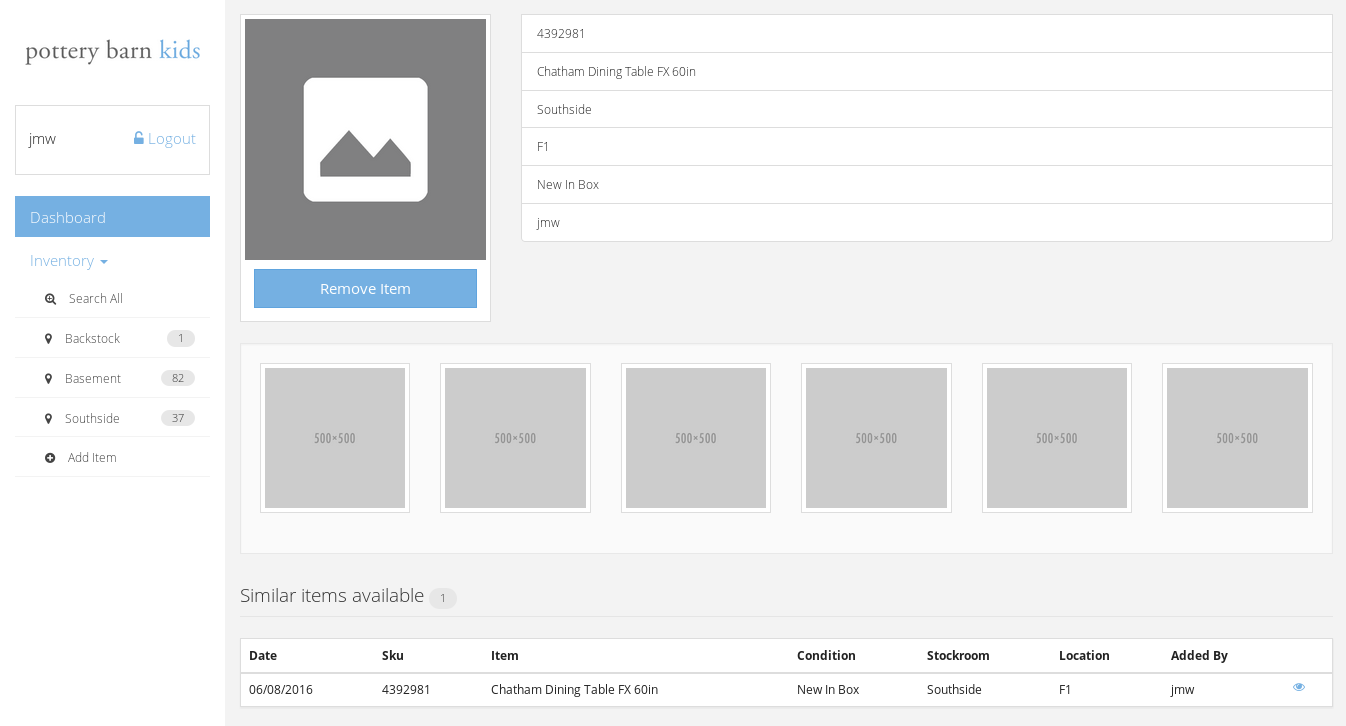 pottery barn kids
jmw Logout
Dashboard
Inventory
Search All
Backstock 1
Basement 82
Southside 37
Add Item
Remove Item
4392981
Chatham Dining Table FX 60in
Southside
F1
New In Box
jmw
500×500 500×500 500×500 500×500 500×500 500×500
Similar items available 1
Date Sku Item Condition Stockroom Location Added By
06/08/2016 4392981 Chatham Dining Table FX 60in New In Box Southside F1 jmw